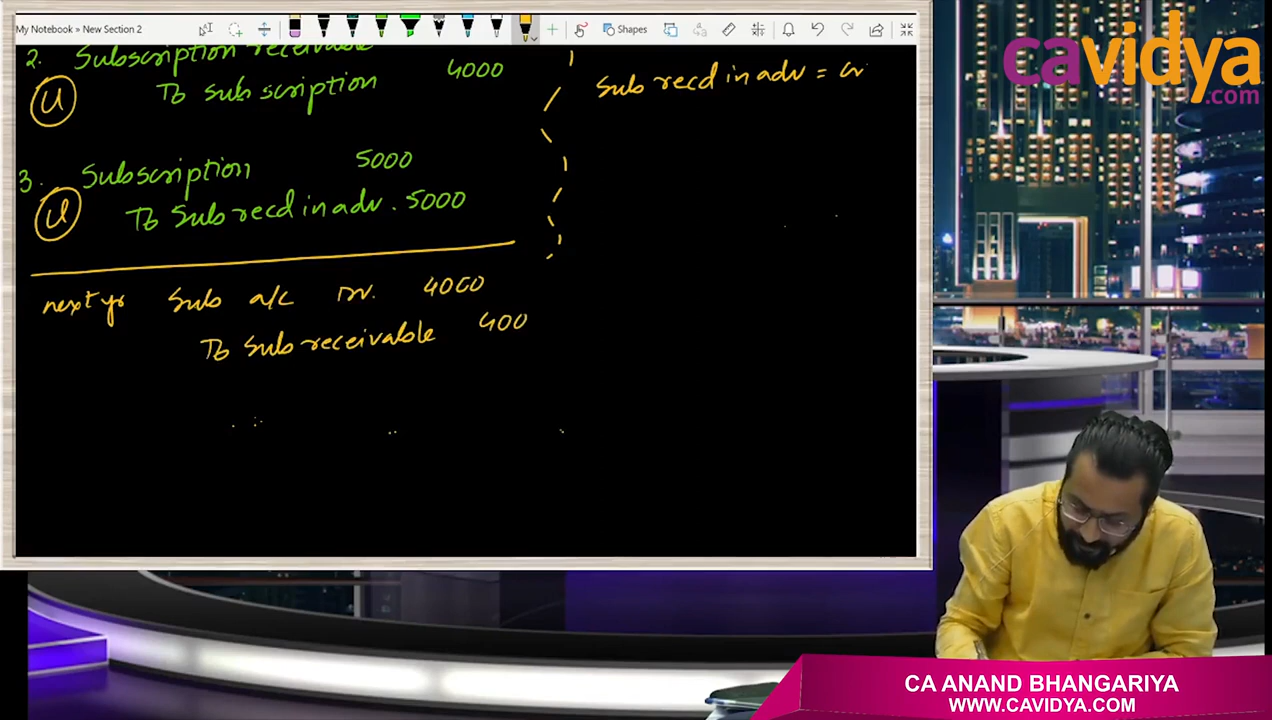 My Notebook » New Section 2
Shapes
2. Subscription receivable
To subscription 4000
U
3. Subscription 5000
U
To Sub recd in adv. 5000
next yr Sub a/c Dr. 4000
To Sub receivable 400
Sub recd in adv = cr
cavidya
.com
CA ANAND BHANGARIYA
WWW.CAVIDYA.COM